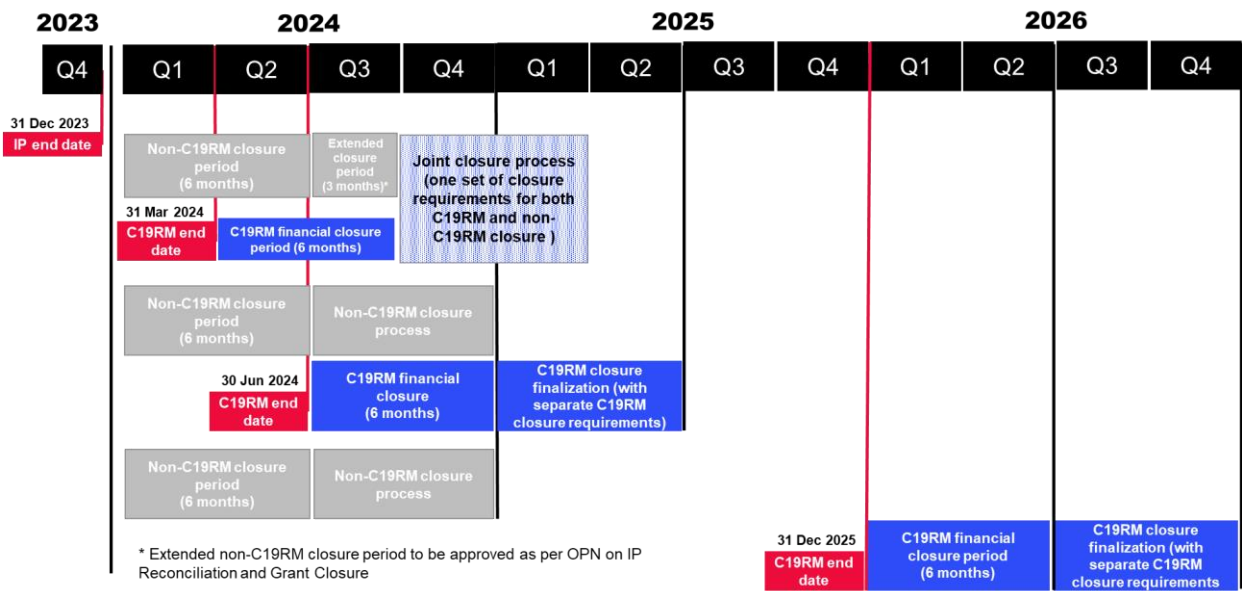 2023
2024
2025
2026
Q4
Q1
Q2
Q3
Q4
Q1
Q2
Q3
Q4
Q1
Q2
Q3
Q4
31 Dec 2023
IP end date
Non-C19RM closure
period
(6 months)
Extended
closure
period
(3 months)*
Joint closure process
(one set of closure
requirements for both
C19RM and non-
C19RM closure )
31 Mar 2024
C19RM end
date
C19RM financial closure
period (6 months)
Non-C19RM closure
period
(6 months)
Non-C19RM closure
process
30 Jun 2024
C19RM end
date
C19RM financial
closure
(6 months)
C19RM closure
finalization (with
separate C19RM
closure requirements)
Non-C19RM closure
period
(6 months)
Non-C19RM closure
process
31 Dec 2025
C19RM end
date
C19RM financial
closure period
(6 months)
C19RM closure
finalization (with
separate C19RM
closure requirements
* Extended non-C19RM closure period to be approved as per OPN on IP
Reconciliation and Grant Closure